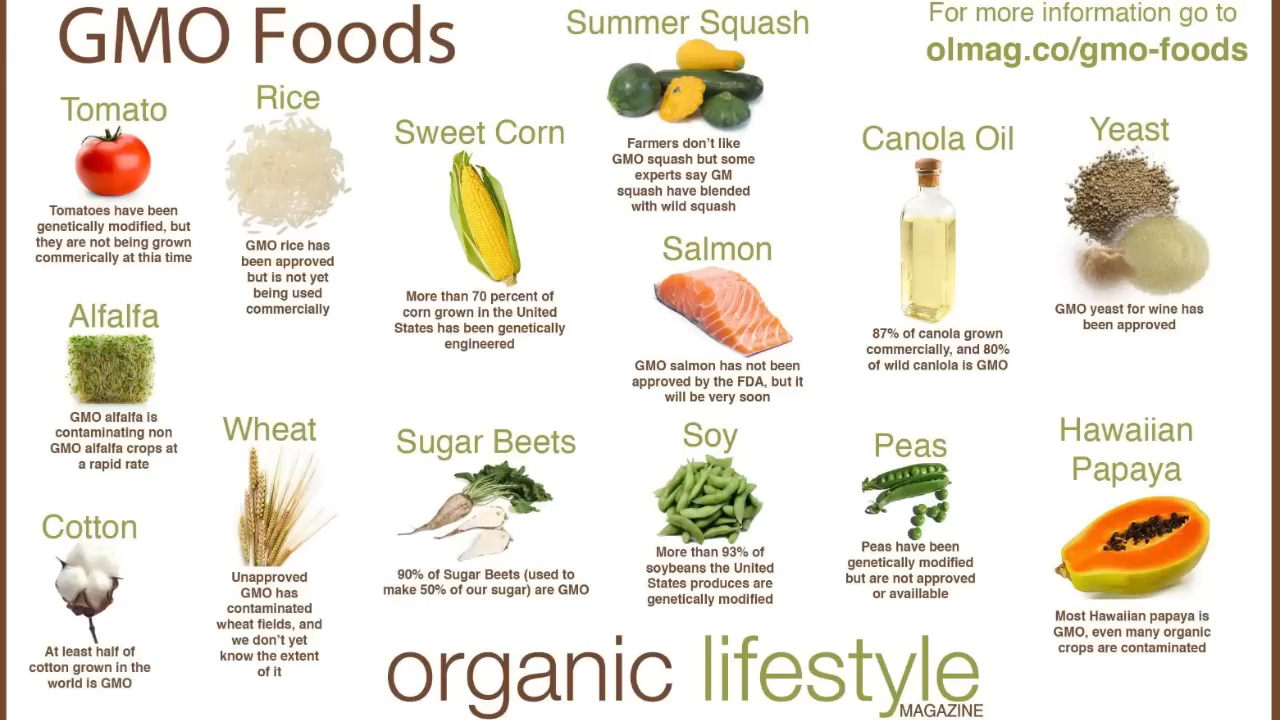 GMO Foods
For more information go to
olmag.co/gmo-foods
Tomato
Tomatoes have been
genetically modified, but
they are not being grown
commerically at thia time
Rice
GMO rice has
been approved
but is not yet
being used
commercially
Sweet Corn
More than 70 percent of
corn grown in the United
States has been genetically
engineered
Summer Squash
Farmers don't like
GMO squash but some
experts say GM
squash have blended
with wild squash
Salmon
GMO salmon has not been
approved by the FDA, but it
will be very soon
Canola Oil
87% of canola grown
commercially, and 80%
of wild canlola is GMO
Yeast
GMO yeast for wine has
been approved
Alfalfa
GMO alfalfa is
contaminating non
GMO alfalfa crops at
a rapid rate
Cotton
At least half of
cotton grown in the
world is GMO
Wheat
Unapproved
GMO has
contaminated
wheat fields, and
we don't yet
know the extent
of it
Sugar Beets
90% of Sugar Beets (used to
make 50% of our sugar) are GMO
Soy
More than 93% of
soybeans the United
States produces are
genetically modified
Peas
Peas have been
genetically modified
but are not approved
or avaiilable
Hawaiian
Papaya
Most Hawaiian papaya is
GMO, even many organic
crops are contaminated
organic lifestyle
MAGAZINE